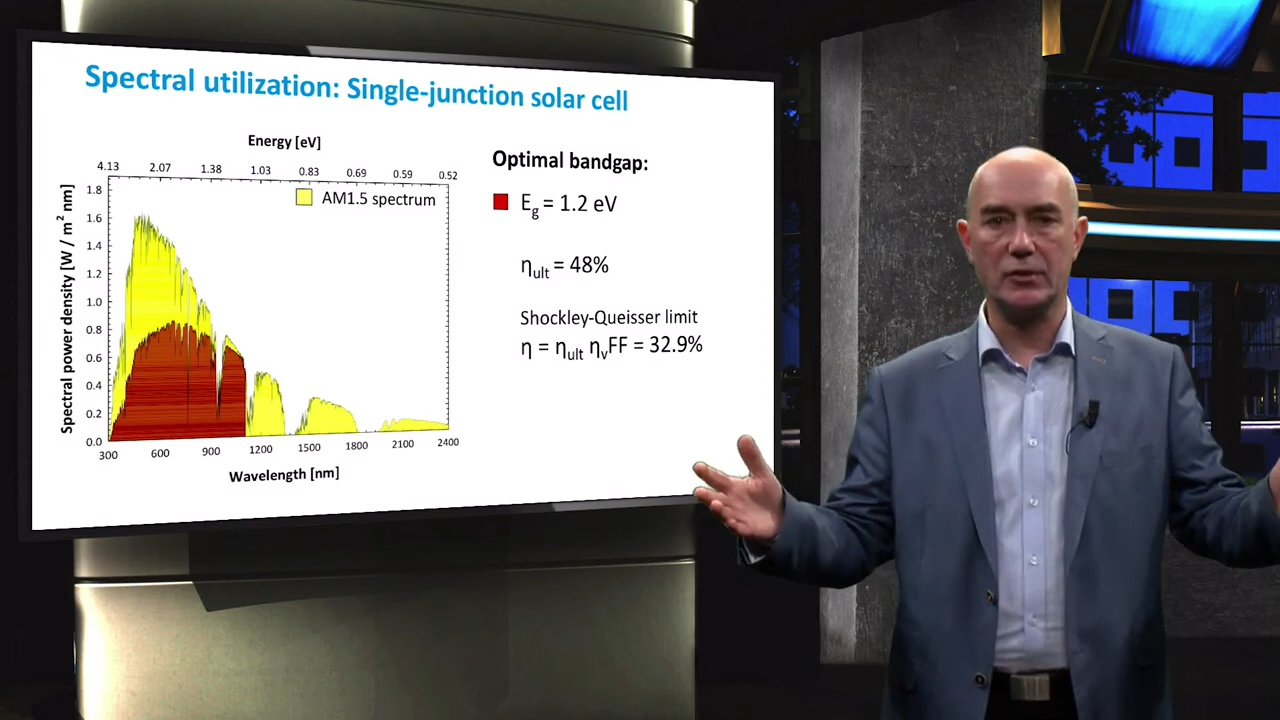 Spectral utilization: Single-junction solar cell
Energy [eV]
4.13 2.07 1.38 1.03 0.83 0.69 0.59 0.52
AM1.5 spectrum
Spectral power density [W / m² nm]
1.8
1.6
1.4
1.2
1.0
0.8
0.6
0.4
0.2
0.0
300 600 900 1200 1500 1800 2100 2400
Wavelength [nm]
Optimal bandgap:
Eg = 1.2 eV
ηult = 48%
Shockley-Queisser limit
η = ηult ηvFF = 32.9%